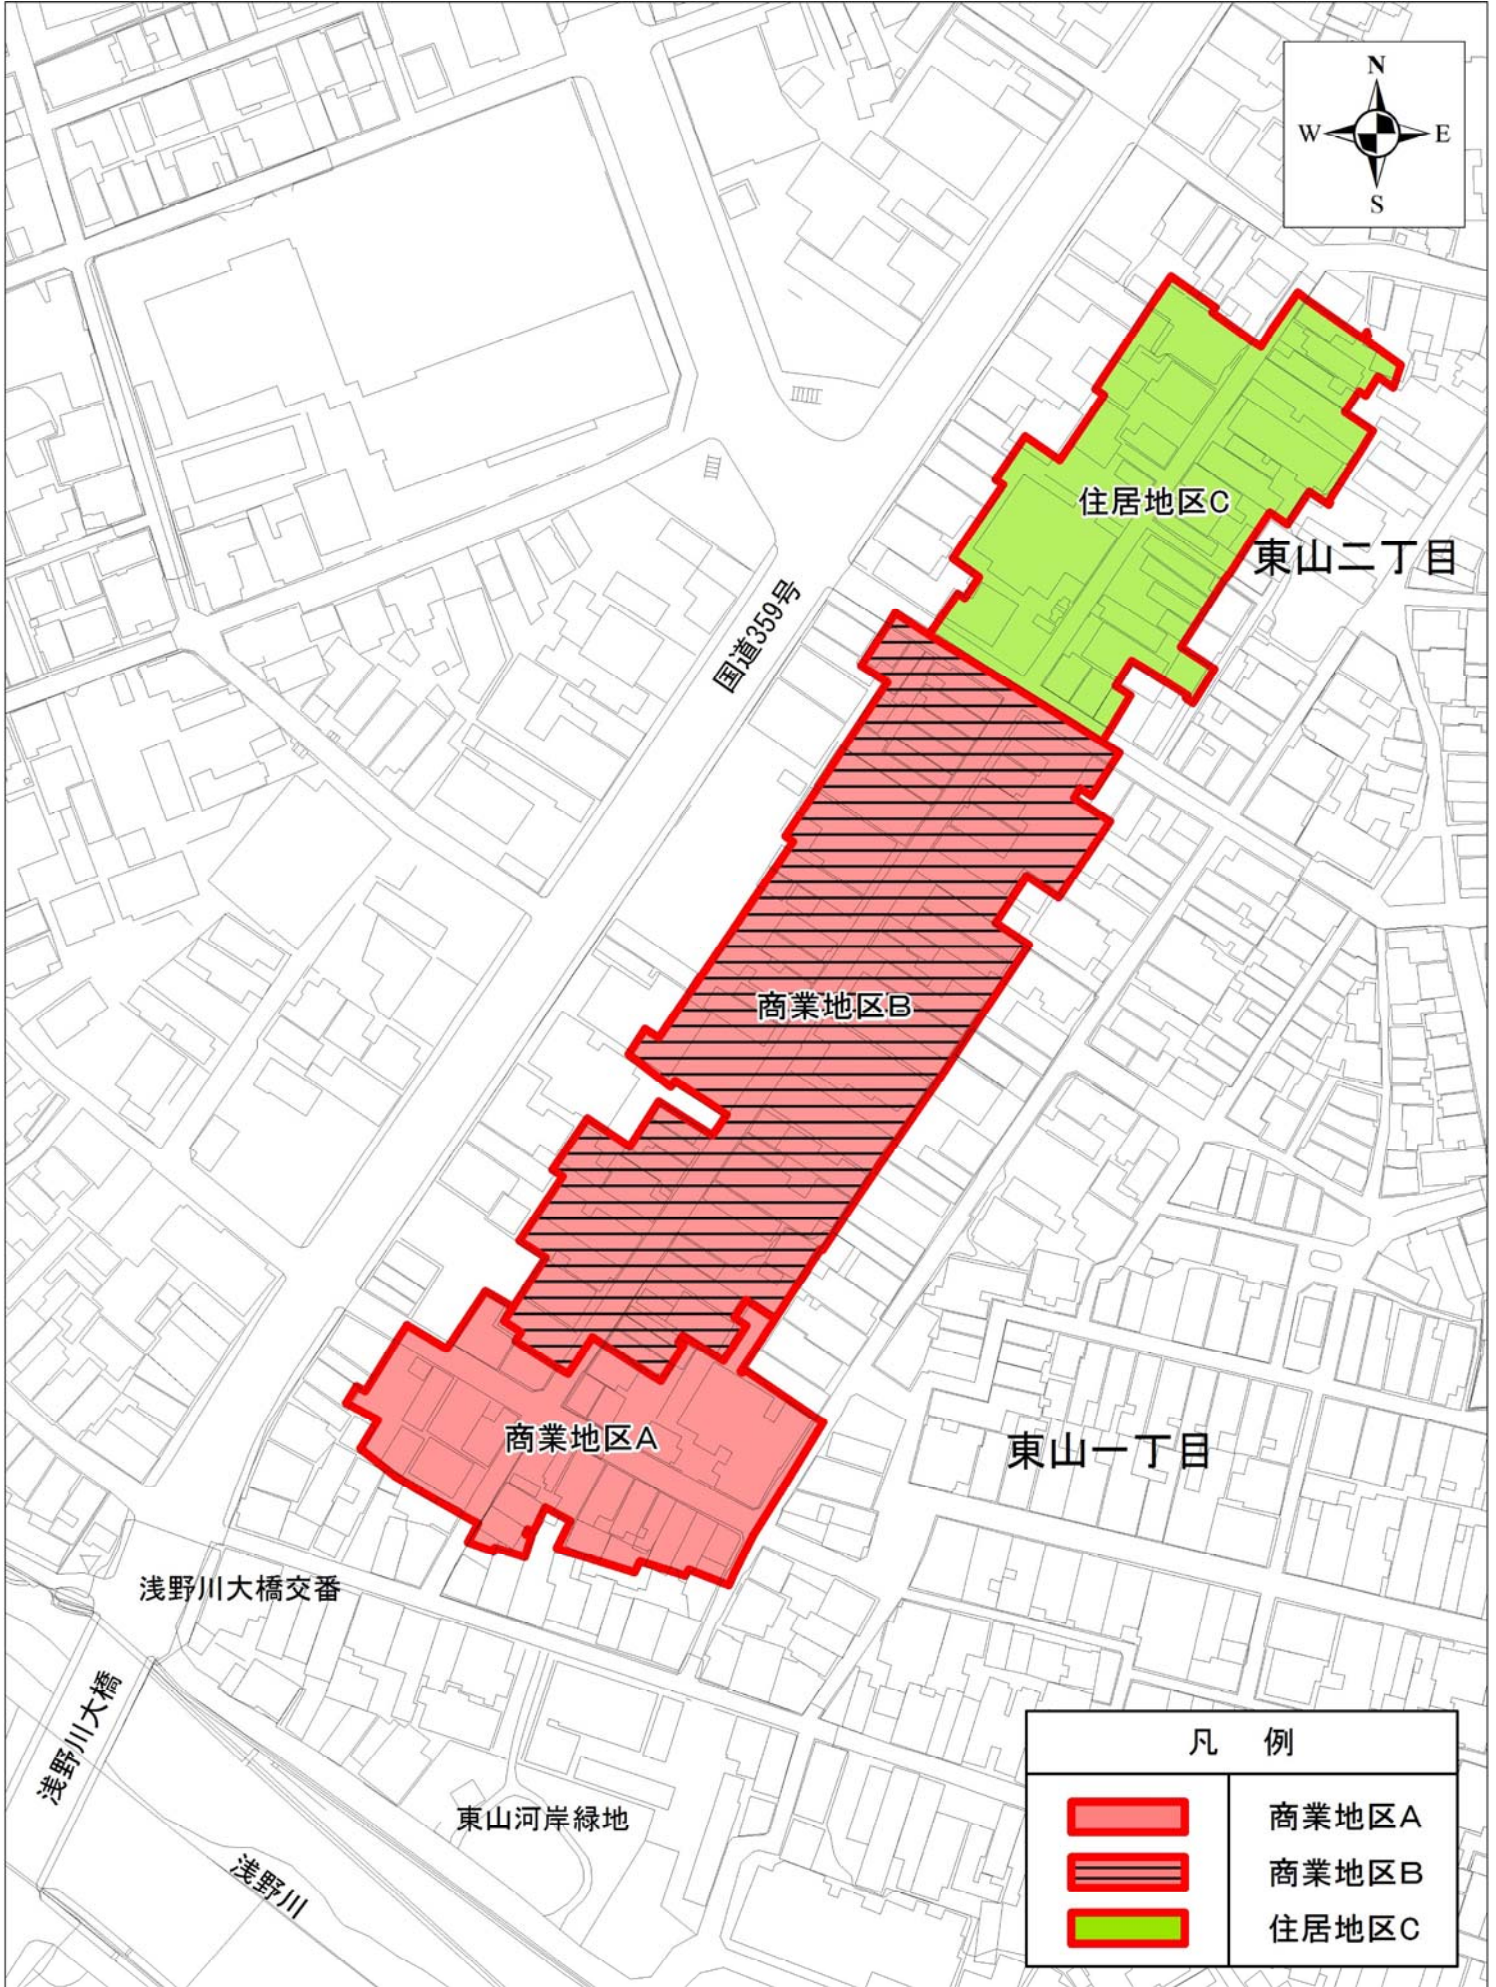 N
W
E
S
住居地区C
東山二丁目
国道359号
商業地区B
商業地区A
東山一丁目
浅野川大橋交番
浅野川大橋
東山河岸緑地
浅野川
凡 例
商業地区A
商業地区B
住居地区C